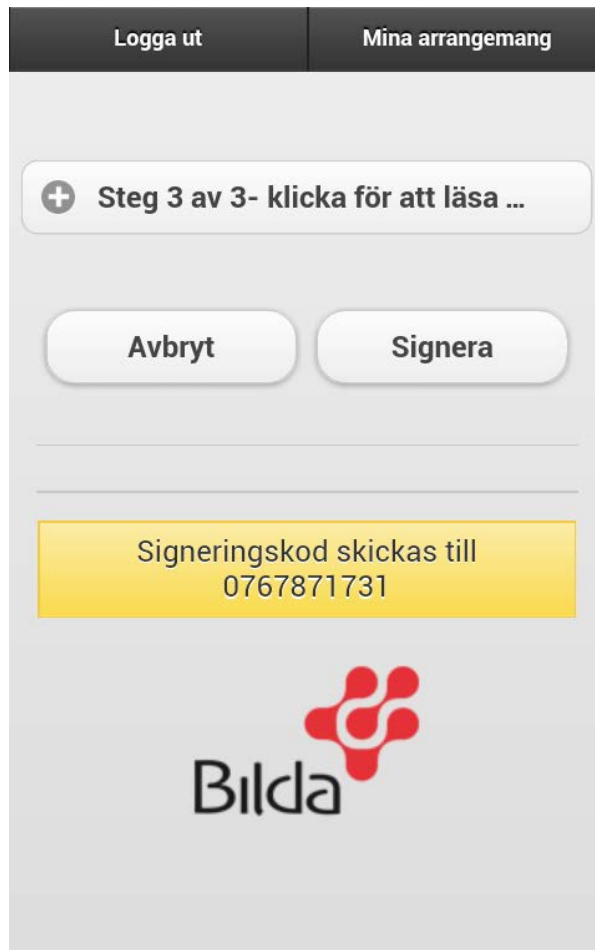 Logga ut
Mina arrangemang
Steg 3 av 3- klicka för att läsa ...
Avbryt
Signera
Signeringskod skickas till
0767871731
Bilda